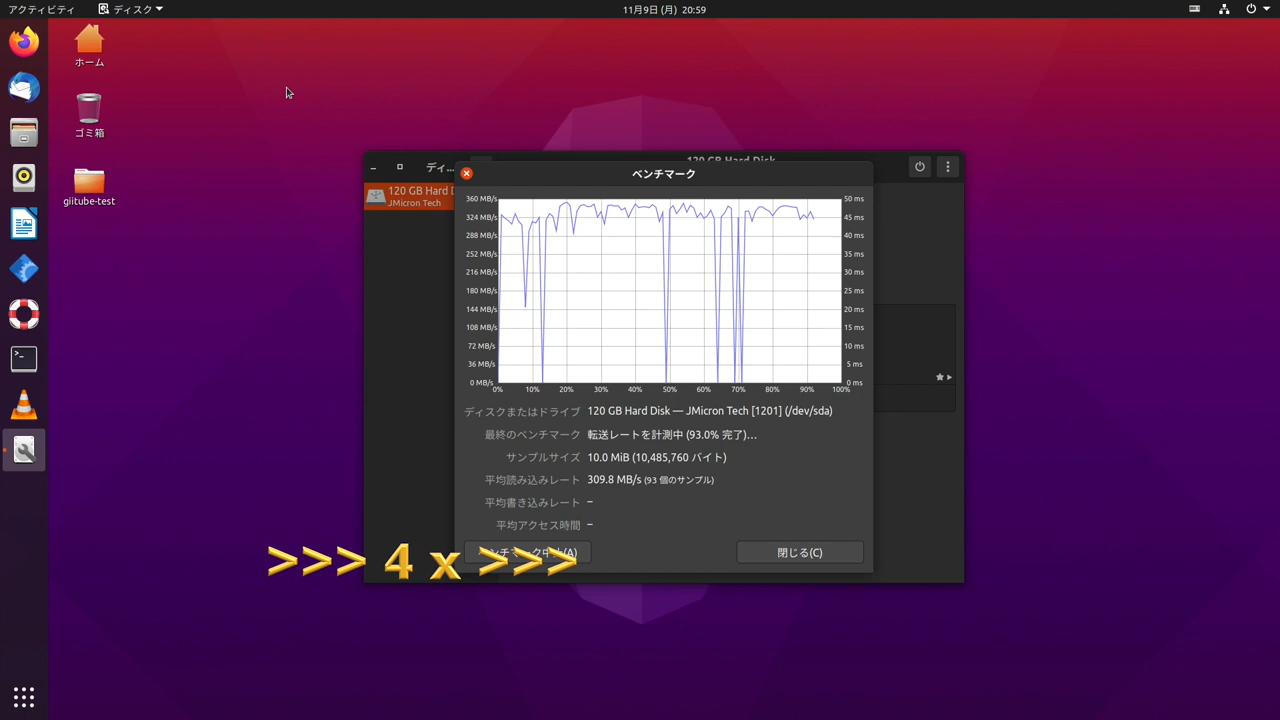 アクティビティ
ディスク
11月9日 (月) 20:59
ホーム
ゴミ箱
giitube-test
ディ…
120 GB Hard Disk
120 GB Hard D
JMicron Tech
ベンチマーク
360 MB/s
324 MB/s
288 MB/s
252 MB/s
216 MB/s
180 MB/s
144 MB/s
108 MB/s
72 MB/s
36 MB/s
0 MB/s
50 ms
45 ms
40 ms
35 ms
30 ms
25 ms
20 ms
15 ms
10 ms
5 ms
0 ms
0% 10% 20% 30% 40% 50% 60% 70% 80% 90% 100%
ディスクまたはドライブ 120 GB Hard Disk — JMicron Tech [1201] (/dev/sda)
最終のベンチマーク 転送レートを計測中 (93.0% 完了)…
サンプルサイズ 10.0 MiB (10,485,760 バイト)
平均読み込みレート 309.8 MB/s (93 個のサンプル)
平均書き込みレート –
平均アクセス時間 –
閉じる(C)
>>> 4 x >>>